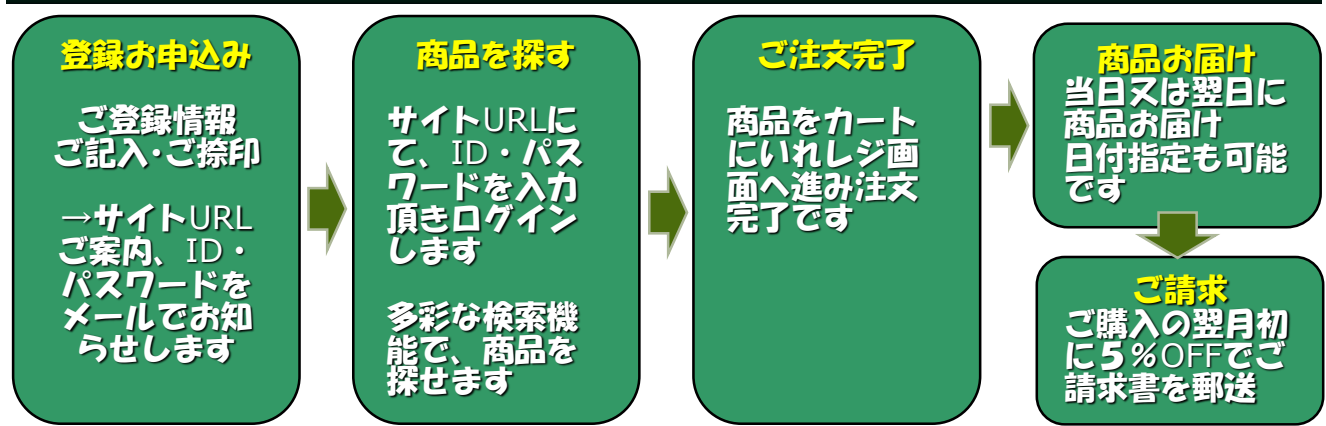 登録お申込み
ご登録情報
ご記入・ご捺印
→サイトURL
ご案内、ID・
パスワードを
メールでお知
らせします
商品を探す
サイトURLに
て、ID・パス
ワードを入力
頂きログイン
します
多彩な検索機
能で、商品を
探せます
ご注文完了
商品をカート
にいれレジ画
面へ進み注文
完了です
商品お届け
当日又は翌日に
商品お届け
日付指定も可能
です
ご請求
ご購入の翌月初
に５％OFFでご
請求書を郵送